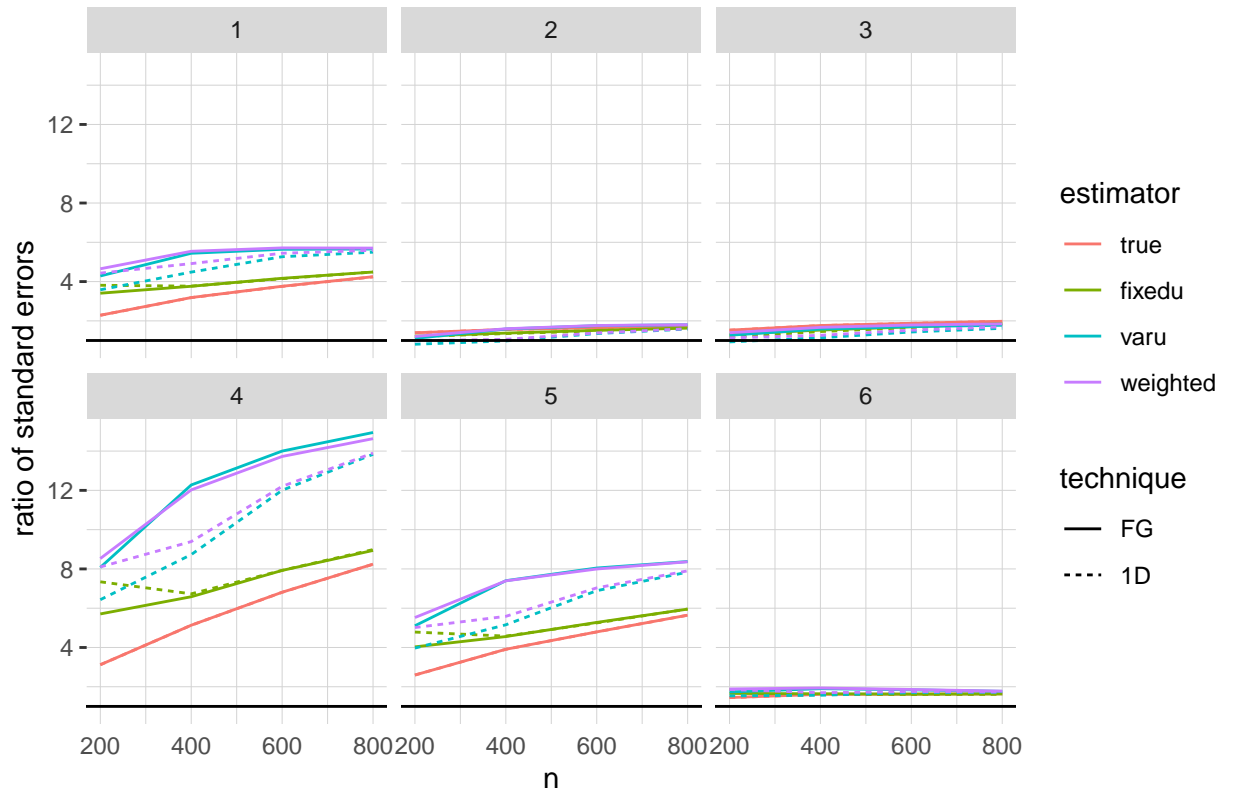 1 2 3
12
8
4
4 5 6
12
8
4
200 400 600 800 200 400 600 800 200 400 600 800
n
ratio of standard errors
estimator
true
fixedu
varu
weighted
technique
FG
1D